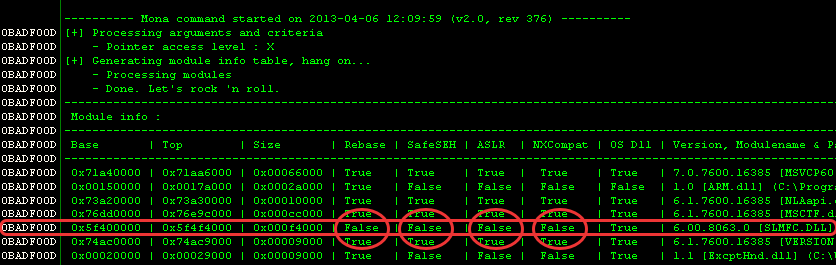 ---------- Mona command started on 2013-04-06 12:09:59 (v2.0, rev 376) ----------
0BADF00D [+] Processing arguments and criteria
0BADF00D - Pointer access level : X
0BADF00D [+] Generating module info table, hang on...
0BADF00D - Processing modules
0BADF00D - Done. Let's rock 'n roll.
0BADF00D
0BADF00D Module info :
0BADF00D
0BADF00D Base | Top | Size | Rebase | SafeSEH | ASLR | NXCompat | OS Dll | Version, Modulename & Pa
0BADF00D
0BADF00D 0x71a40000 | 0x71aa6000 | 0x00066000 | True | True | True | True | True | 7.0.7600.16385 [MSVCP60
0BADF00D 0x00150000 | 0x0017a000 | 0x0002a000 | True | False | False | False | False | 1.0 [ARM.dll] (C:\Progra
0BADF00D 0x73a20000 | 0x73a30000 | 0x00010000 | True | True | True | True | True | 6.1.7600.16385 [NLAapi.d
0BADF00D 0x76dd0000 | 0x76e9c000 | 0x000cc000 | True | True | True | True | True | 6.1.7600.16385 [MSCTF.dl
0BADF00D 0x5f400000 | 0x5f4f4000 | 0x000f4000 | False | False | False | False | False | 6.00.8063.0 [SLMFC.DLL]
0BADF00D 0x74ac0000 | 0x74ac9000 | 0x00009000 | True | True | True | True | True | 6.1.7600.16385 [VERSION
0BADF00D 0x00020000 | 0x00029000 | 0x00009000 | True | False | False | False | False | 1.1 [ExcptHnd.dll] (C:\